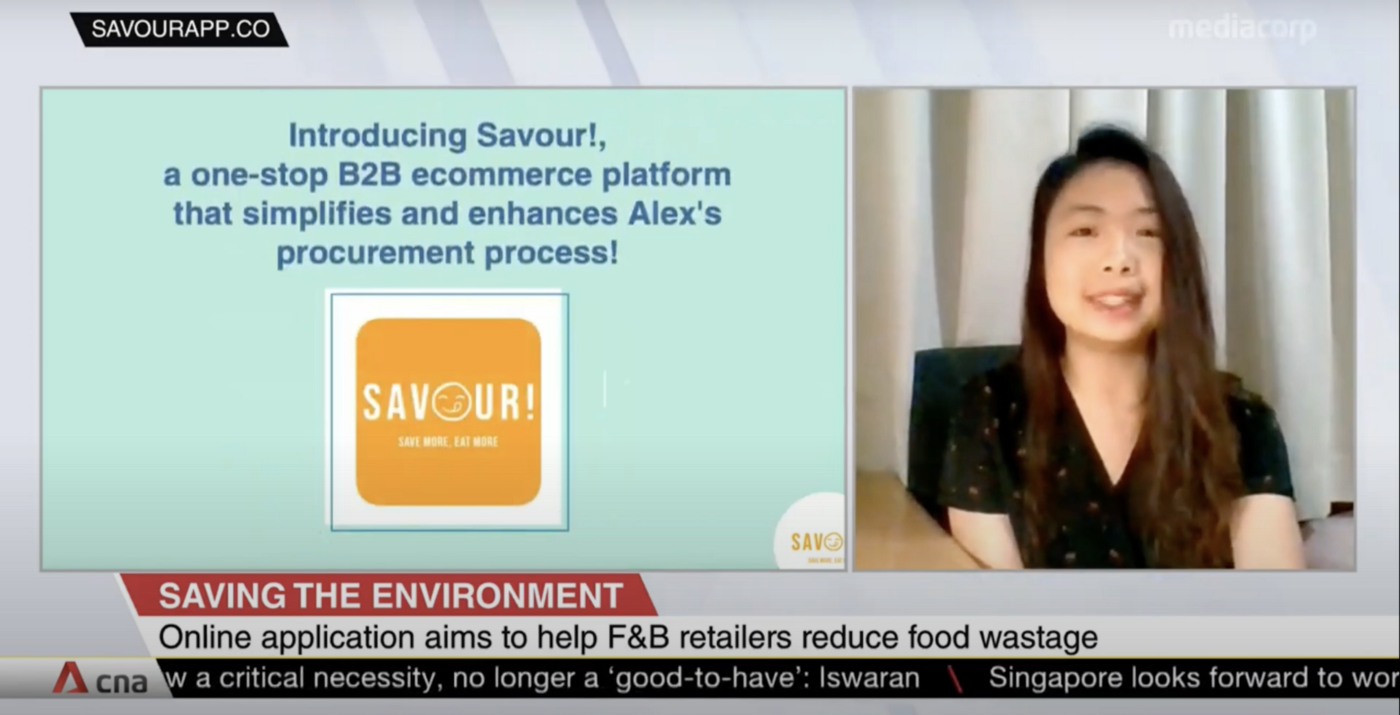 SAVOURAPP.CO
mediacorp
Introducing Savour!,
a one-stop B2B ecommerce platform
that simplifies and enhances Alex's
procurement process!
SAVOUR!
SAVE MORE, EAT MORE
SAVO
SAVING THE ENVIRONMENT
Online application aims to help F&B retailers reduce food wastage
cna
w a critical necessity, no longer a ‘good-to-have’: Iswaran \ Singapore looks forward to wor